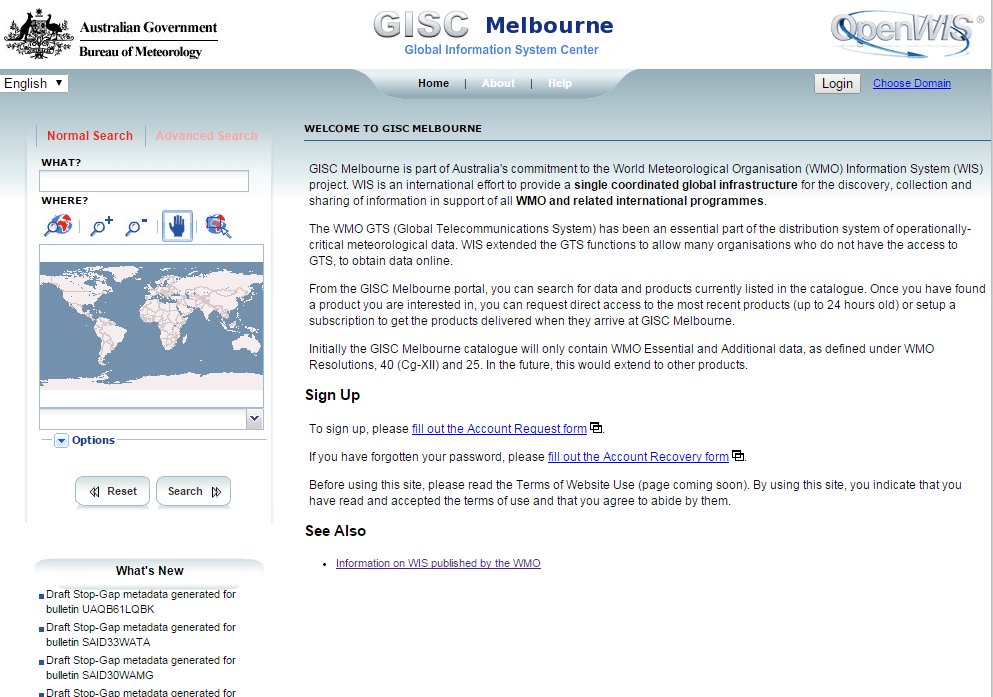 Australian Government
Bureau of Meteorology
GISC Melbourne
Global Information System Center
OpenWIS®
English
Home | About | Help
Login
Choose Domain
Normal Search
Advanced Search
WHAT?
WHERE?
Options
Reset
Search
What's New
Draft Stop-Gap metadata generated for
bulletin UAQB61LQBK
Draft Stop-Gap metadata generated for
bulletin SAID33WATA
Draft Stop-Gap metadata generated for
bulletin SAID30WAMG
Draft Stop-Gap metadata generated for
WELCOME TO GISC MELBOURNE
GISC Melbourne is part of Australia's commitment to the World Meteorological Organisation (WMO) Information System (WIS)
project. WIS is an international effort to provide a single coordinated global infrastructure for the discovery, collection and
sharing of information in support of all WMO and related international programmes.
The WMO GTS (Global Telecommunications System) has been an essential part of the distribution system of operationally-
critical meteorological data. WIS extended the GTS functions to allow many organisations who do not have the access to
GTS, to obtain data online.
From the GISC Melbourne portal, you can search for data and products currently listed in the catalogue. Once you have found
a product you are interested in, you can request direct access to the most recent products (up to 24 hours old) or setup a
subscription to get the products delivered when they arrive at GISC Melbourne.
Initially the GISC Melbourne catalogue will only contain WMO Essential and Additional data, as defined under WMO
Resolutions, 40 (Cg-XII) and 25. In the future, this would extend to other products.
Sign Up
To sign up, please fill out the Account Request form.
If you have forgotten your password, please fill out the Account Recovery form.
Before using this site, please read the Terms of Website Use (page coming soon). By using this site, you indicate that you
have read and accepted the terms of use and that you agree to abide by them.
See Also
Information on WIS published by the WMO